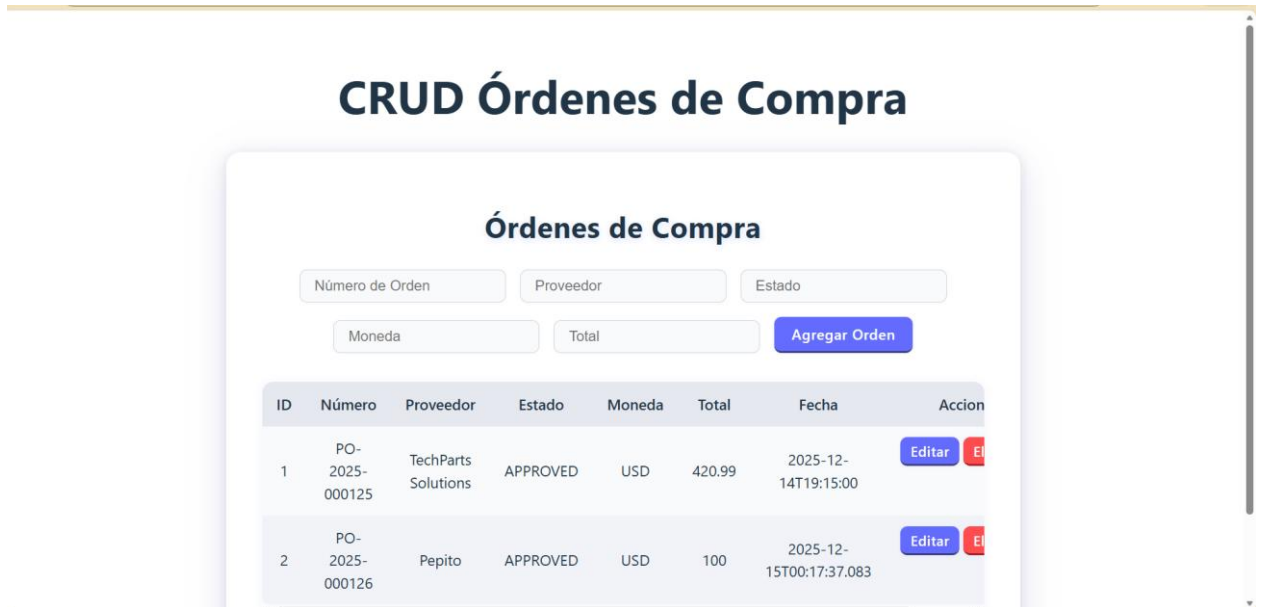 CRUD Órdenes de Compra
Órdenes de Compra
Número de Orden Proveedor Estado
Moneda Total Agregar Orden
ID Número Proveedor Estado Moneda Total Fecha Accion
1 PO-2025-000125 TechParts Solutions APPROVED USD 420.99 2025-12-14T19:15:00 Editar El
2 PO-2025-000126 Pepito APPROVED USD 100 2025-12-15T00:17:37.083 Editar El